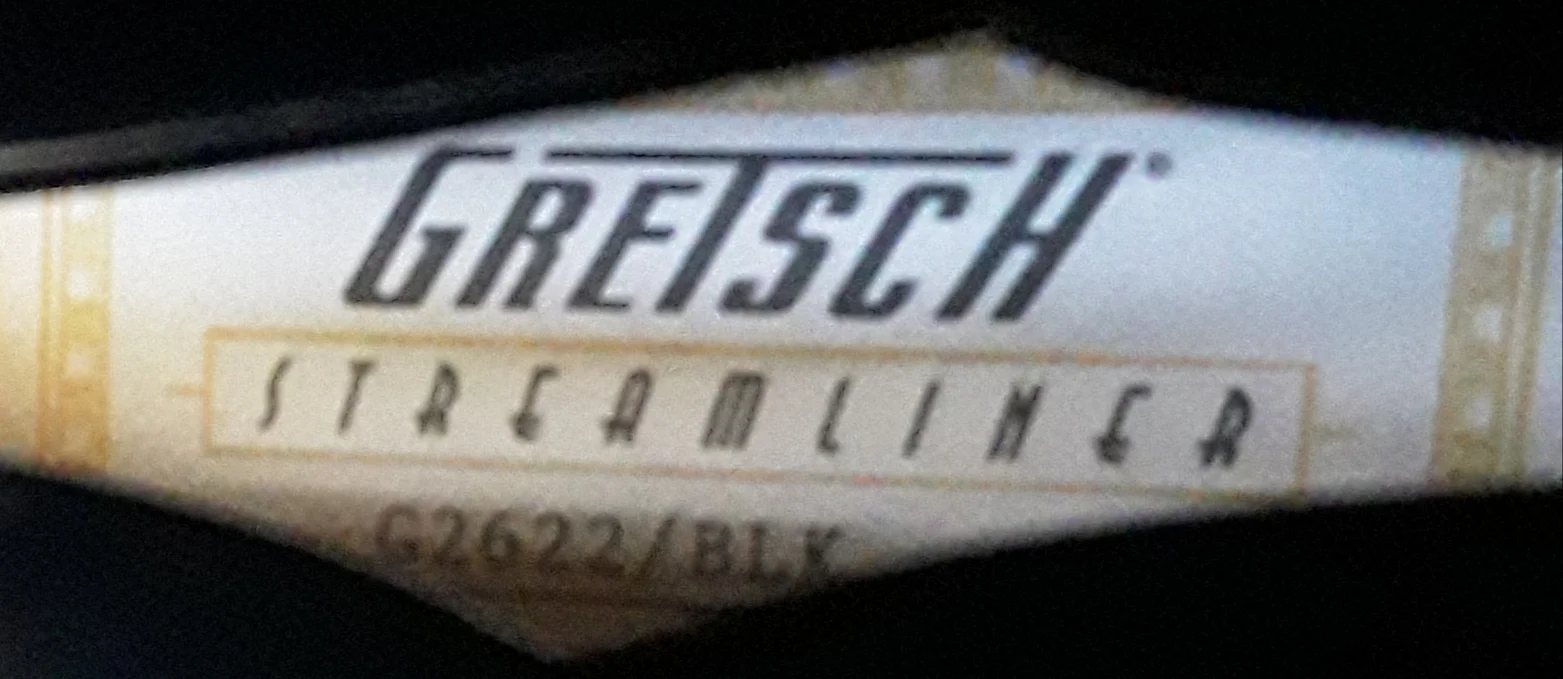 GRETSCH®
STREAMLINER
G2622/BLK